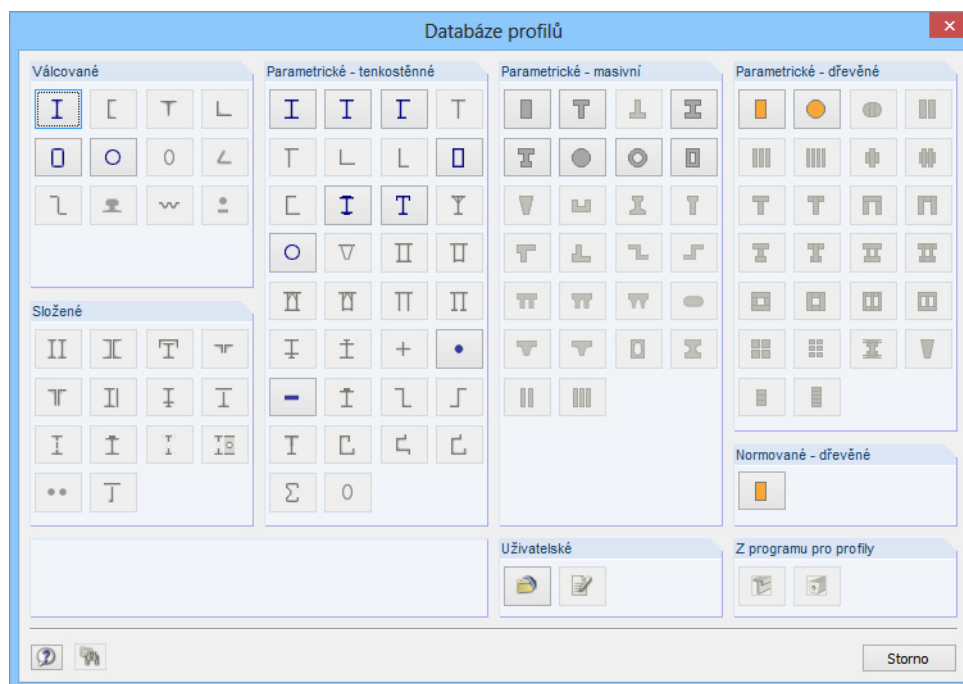 Databáze profilů
Válcované
Parametrické - tenkostěnné
Parametrické - masivní
Parametrické - dřevěné
Složené
Normované - dřevěné
Uživatelské
Z programu pro profily
Storno